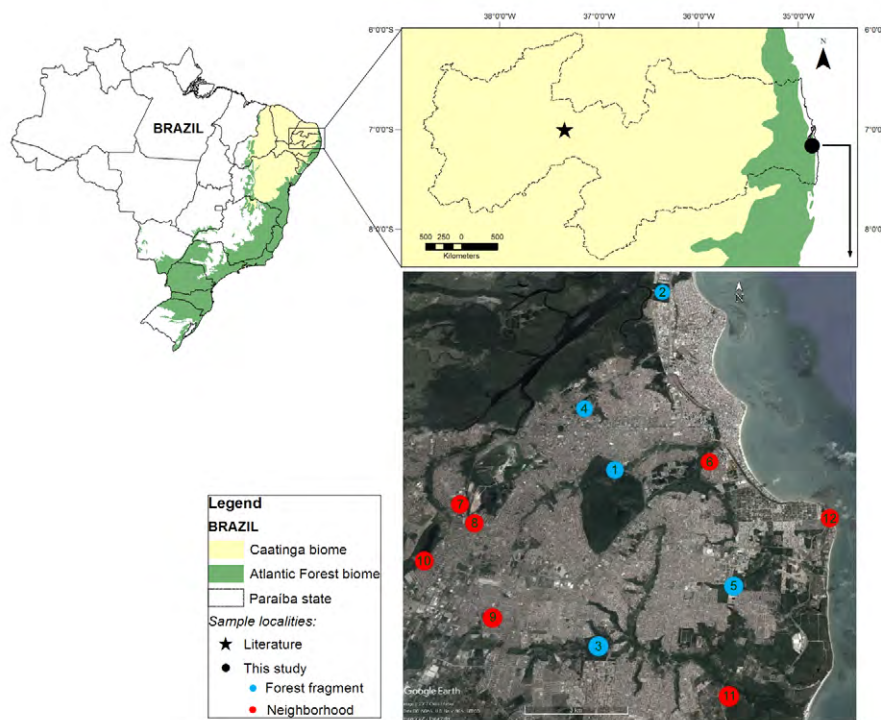 38°0'0"W 37°0'0"W 36°0'0"W 35°0'0"W
6°0'0"S 6°0'0"S
BRAZIL
N
7°0'0"S 7°0'0"S
8°0'0"S 8°0'0"S
500 250 0 500
Kilometers
2
N
4
1
6
7
8
12
10
5
9
3
11
Google Earth
Legend
BRAZIL
Caatinga biome
Atlantic Forest biome
Paraíba state
Sample localities:
Literature
This study
Forest fragment
Neighborhood